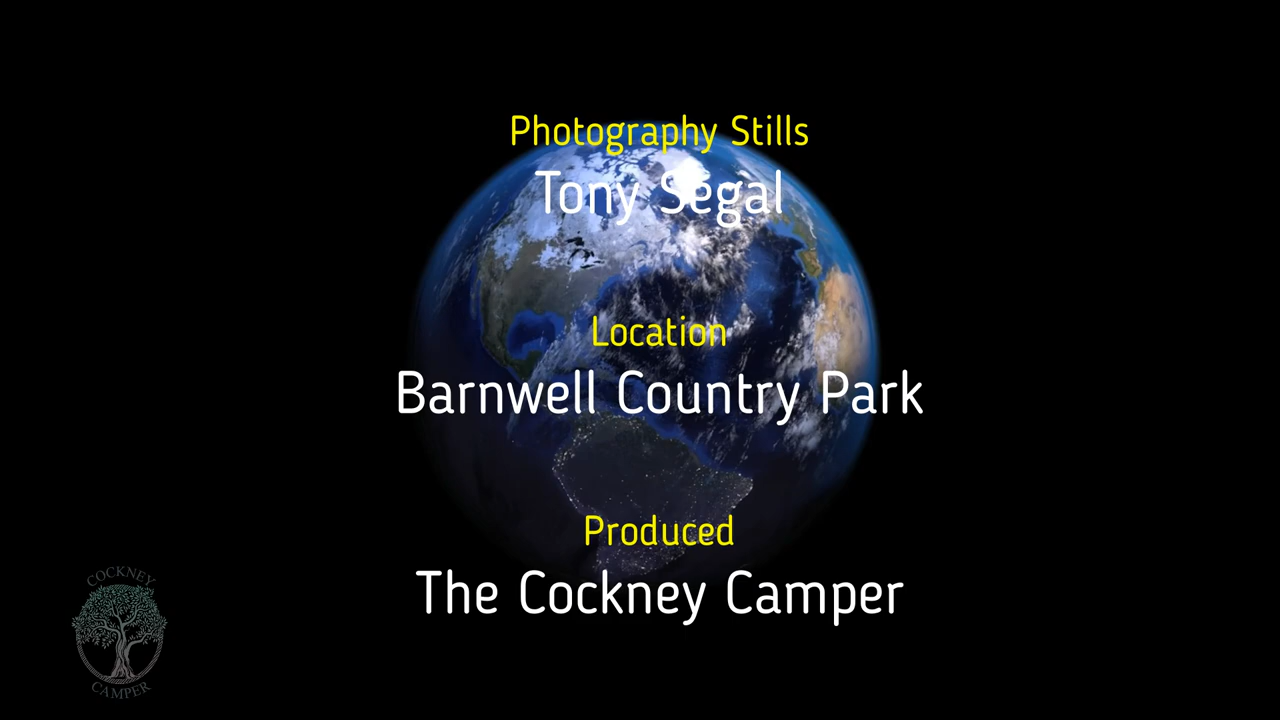 Photography Stills
Tony Segal
Location
Barnwell Country Park
Produced
The Cockney Camper
COCKNEY
CAMPER